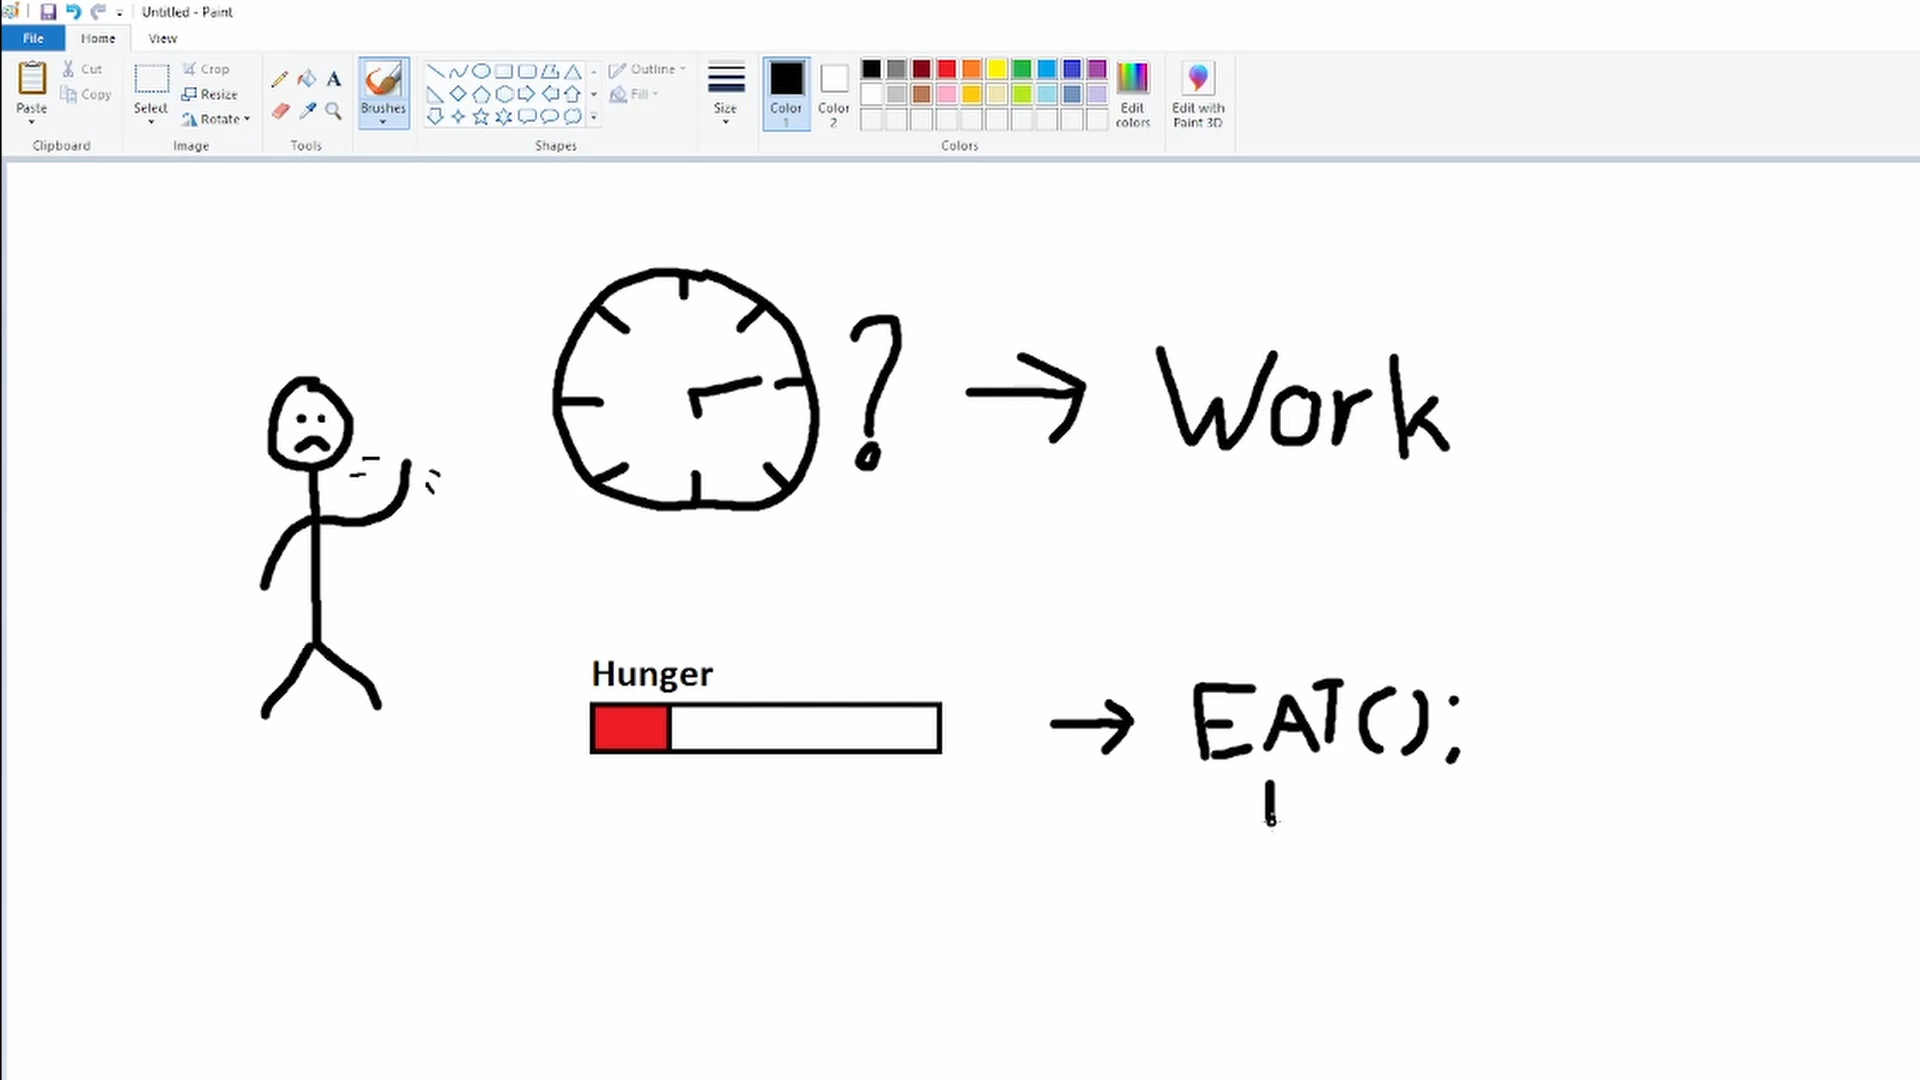 Untitled - Paint
File Home View
Paste
Cut
Copy
Clipboard
Select
Crop
Resize
Rotate
Image
A
Tools
Brushes
Outline
Fill
Shapes
Size
Color 1
Color 2
Edit colors
Colors
Edit with Paint 3D
? → Work
Hunger
→ EAT();